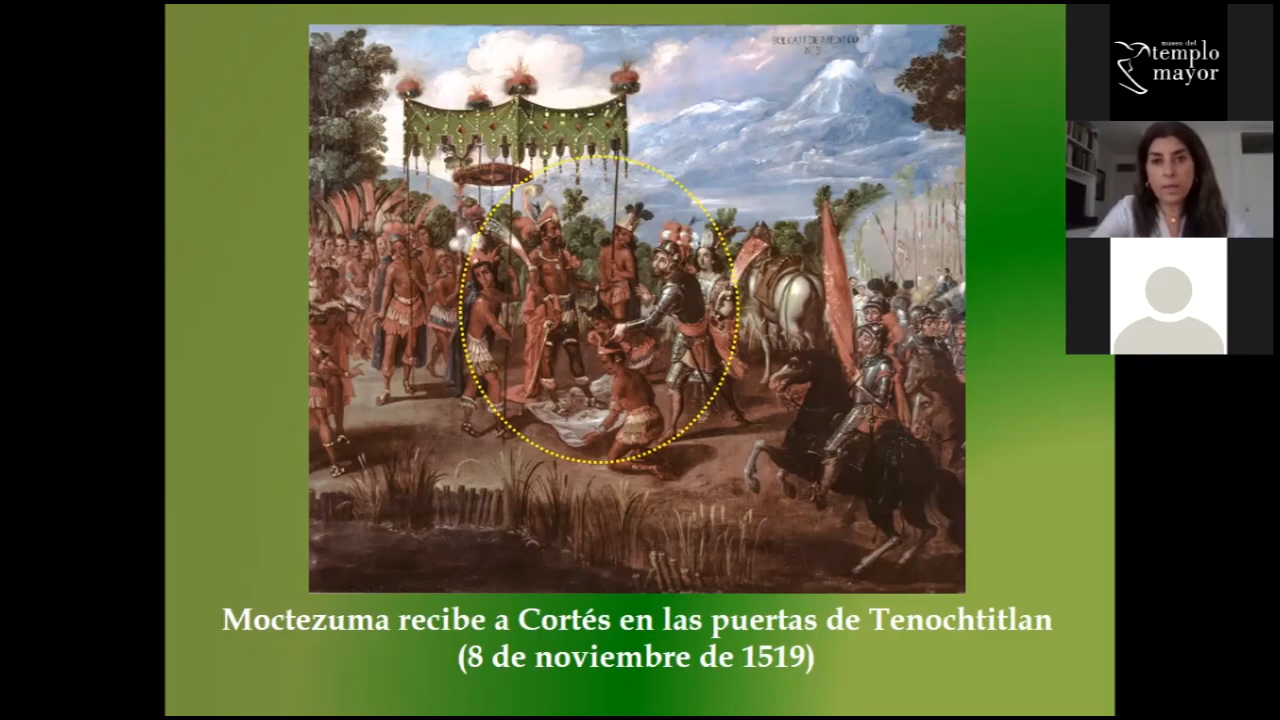 museo del
templo
mayor
Moctezuma recibe a Cortés en las puertas de Tenochtitlan
(8 de noviembre de 1519)